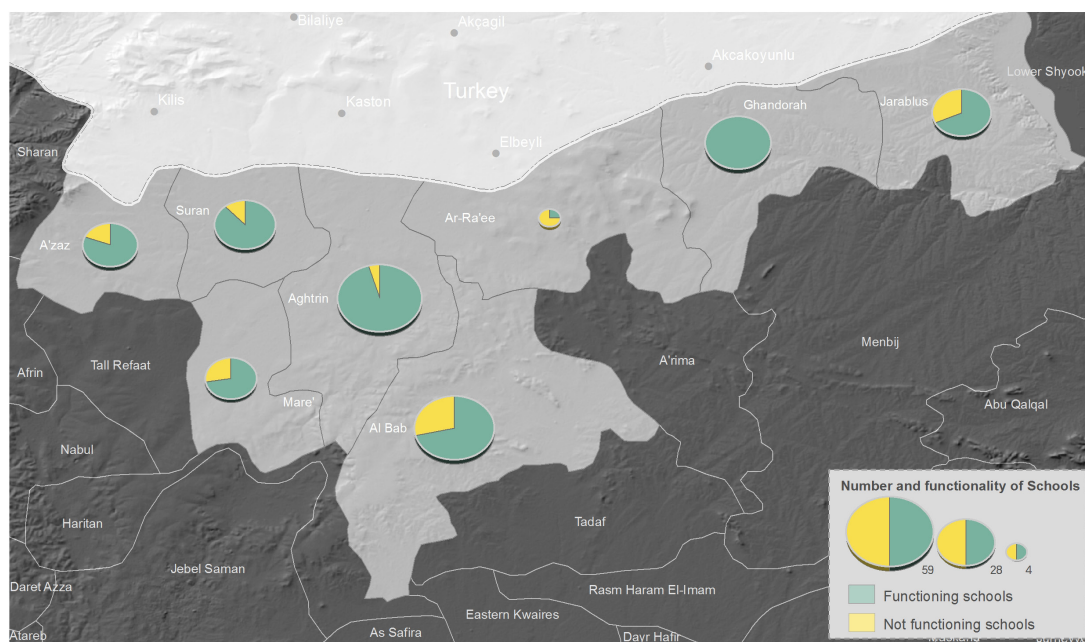 Bilaliye
Akçagil
Akcakoyunlu
Lower Shyook
Turkey
Kilis
Kaston
Ghandorah
Jarablus
Elbeyli
Sharan
Suran
Ar-Ra'ee
A'zaz
Aghtrin
Menbij
A'rima
Tall Refaat
Afrin
Mare'
Abu Qalqal
Al Bab
Nabul
Haritan
Tadaf
Jebel Saman
Daret Azza
Rasm Haram El-Imam
Eastern Kwaires
Atareb
As Safira
Dayr Hafir
Number and functionality of Schools
59
28
4
Functioning schools
Not functioning schools